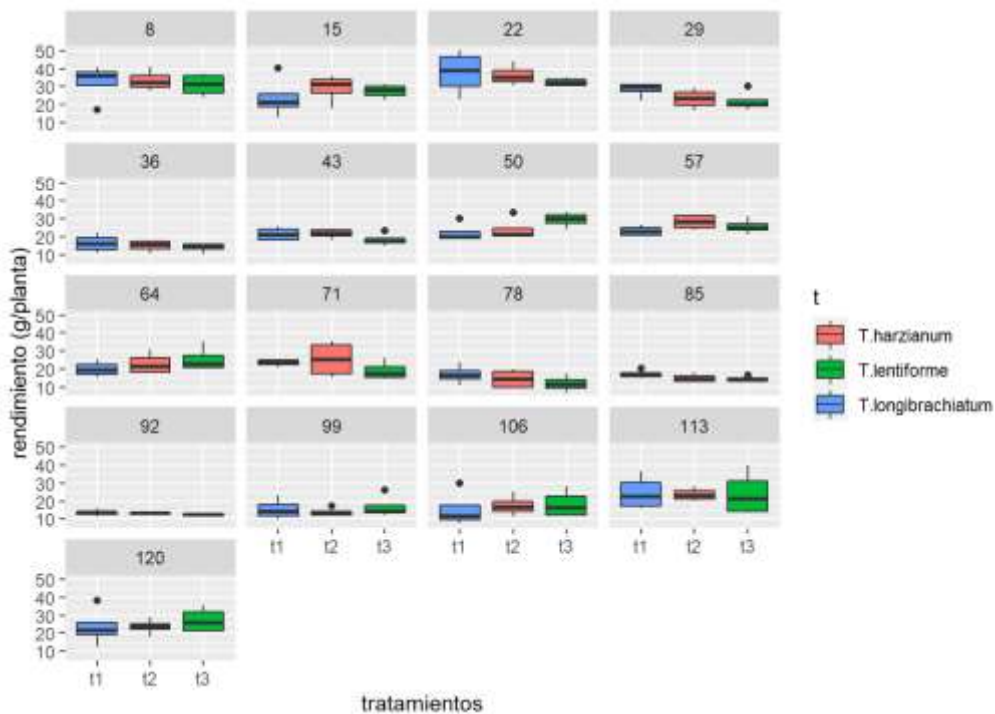 8 15 22 29
50
40
30
20
10
36 43 50 57
50
40
30
20
10
64 71 78 85
50
40
30
20
10
92 99 106 113
50
40
30
20
10
t1 t2 t3 t1 t2 t3 t1 t2 t3
120
50
40
30
20
10
t1 t2 t3
rendimiento (g/planta)
tratamientos
t
T.harzianum
T.lentiforme
T.longibrachiatum